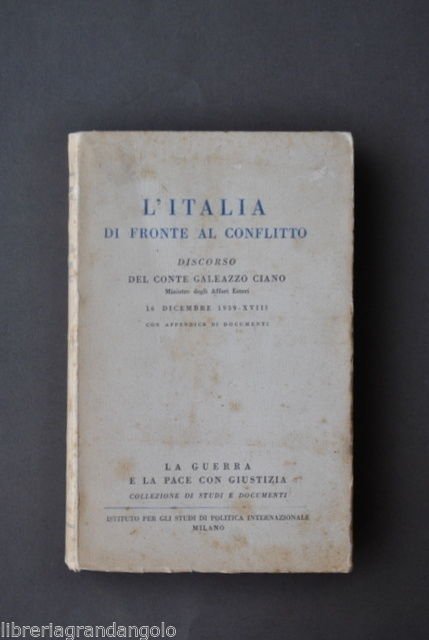 L'ITALIA
DI FRONTE AL CONFLITTO
DISCORSO
DEL CONTE GALEAZZO CIANO
Ministro degli Affari Esteri
16 DICEMBRE 1939-XVIII
CON APPENDICE DI DOCUMENTI
LA GUERRA
E LA PACE CON GIUSTIZIA
COLLEZIONE DI STUDI E DOCUMENTI
ISTITUTO PER GLI STUDI DI POLITICA INTERNAZIONALE
MILANO
libreriagrandangolo